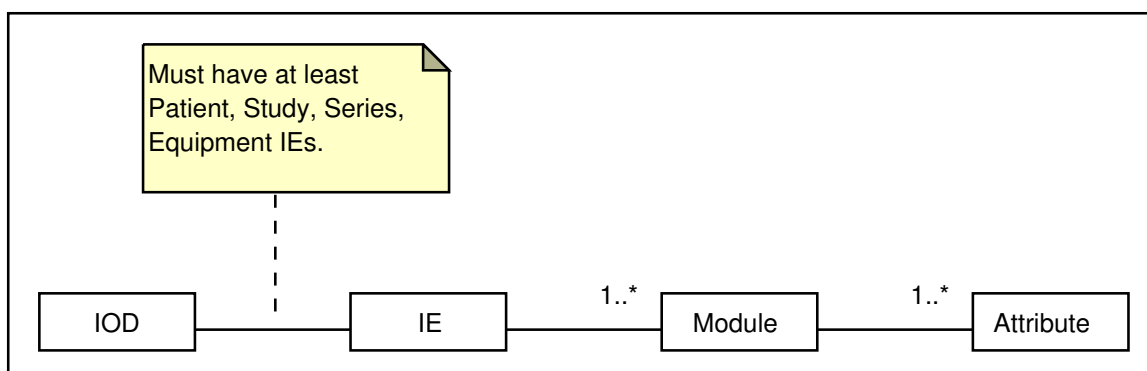 Must have at least
Patient, Study, Series,
Equipment IEs.
1..*
1..*
IOD
IE
Module
Attribute